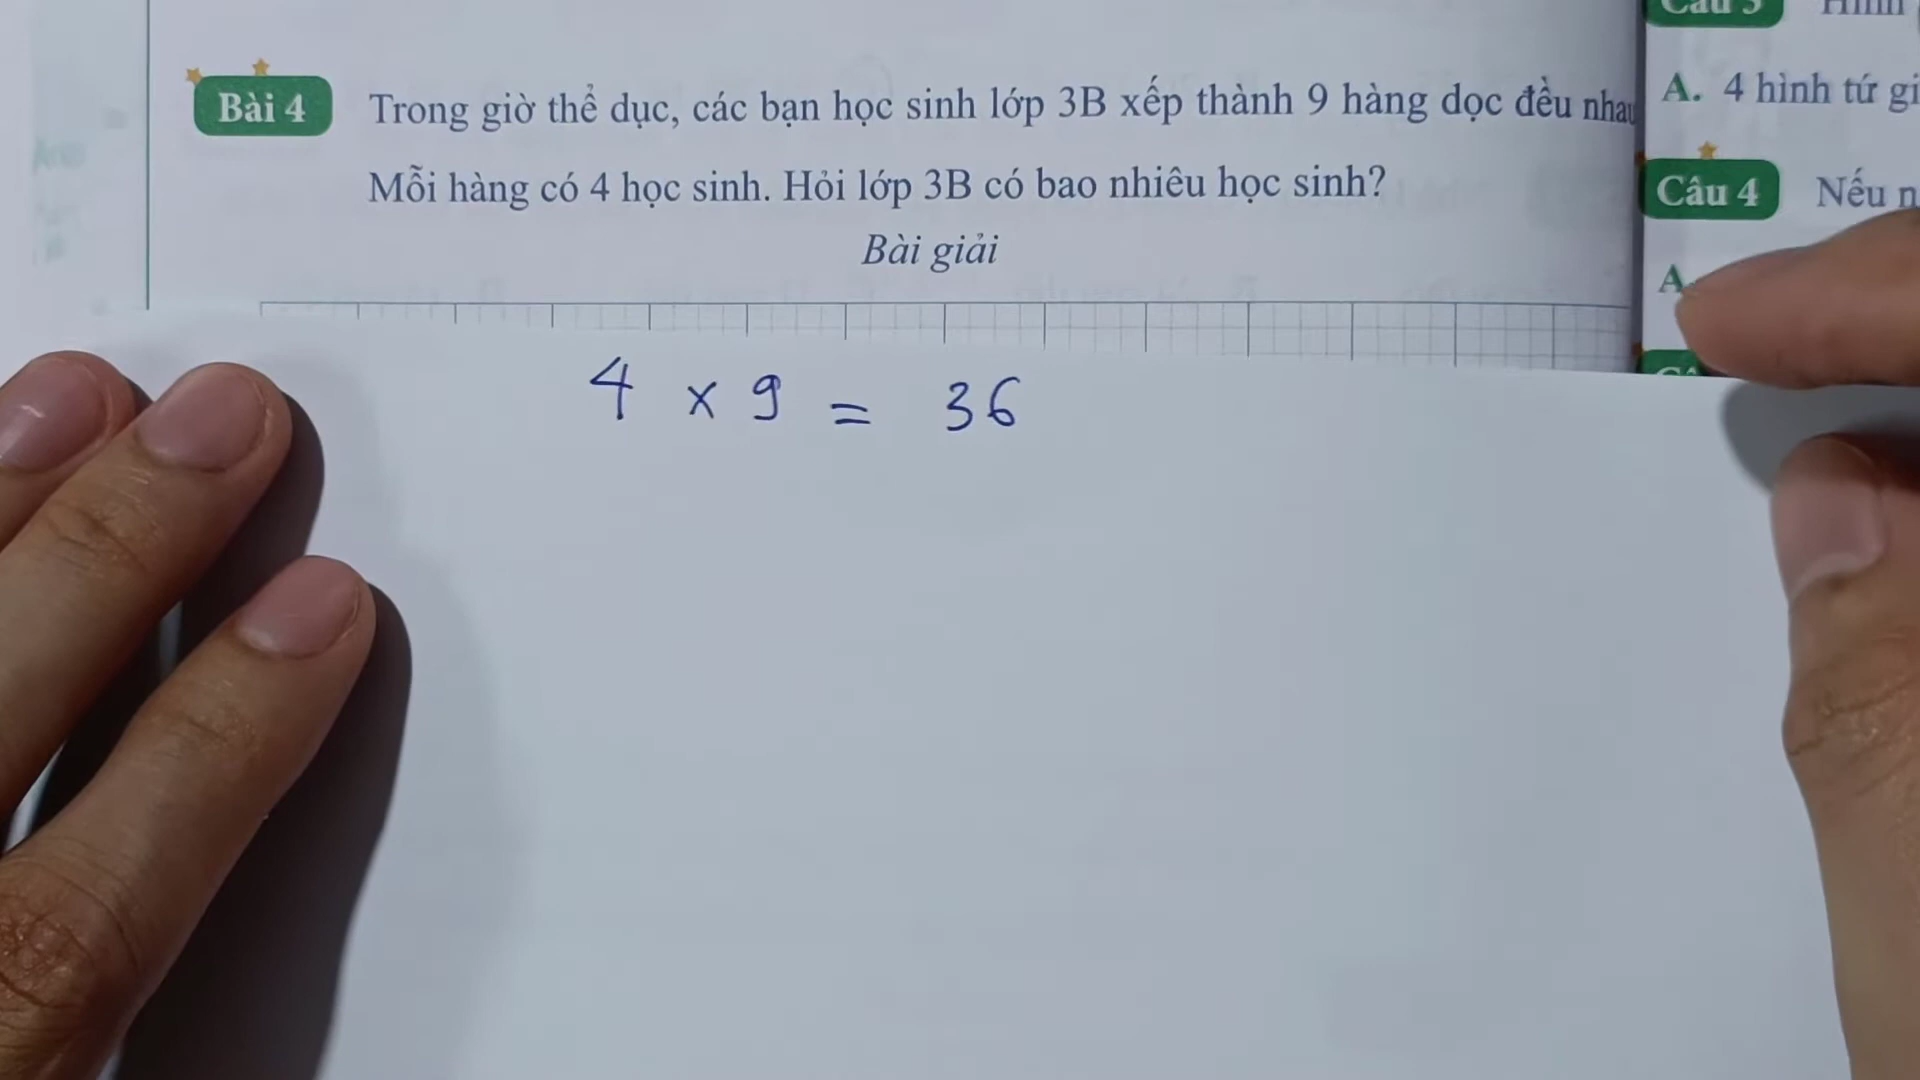 Bài 4 Trong giờ thể dục, các bạn học sinh lớp 3B xếp thành 9 hàng dọc đều nhau
Mỗi hàng có 4 học sinh. Hỏi lớp 3B có bao nhiêu học sinh?
Bài giải
4 x 9 = 36
Câu 3
A. 4 hình tứ
Câu 4 Nếu
A.